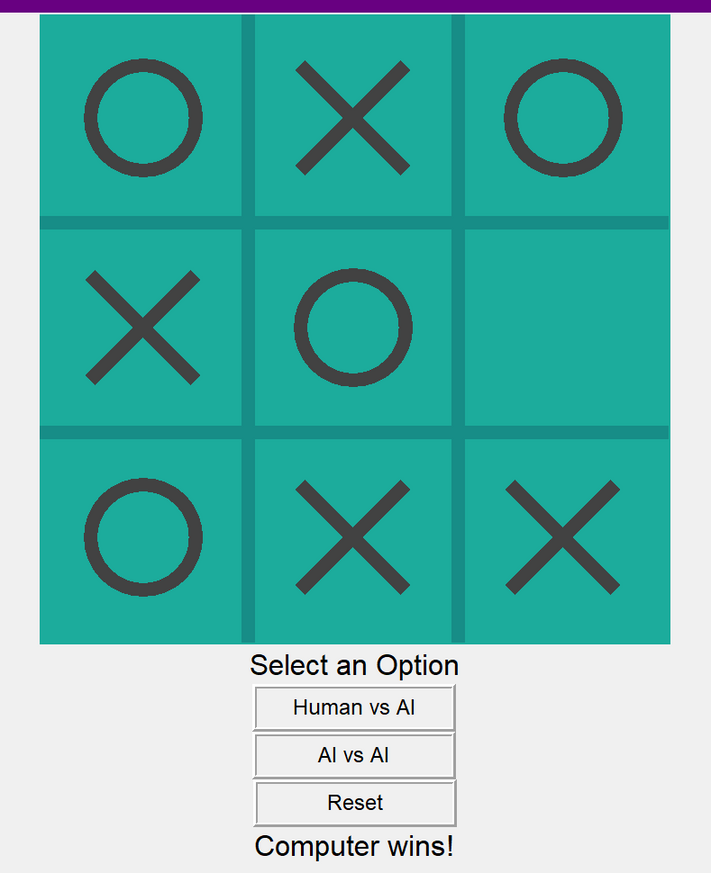 Select an Option
Human vs AI
AI vs AI
Reset
Computer wins!